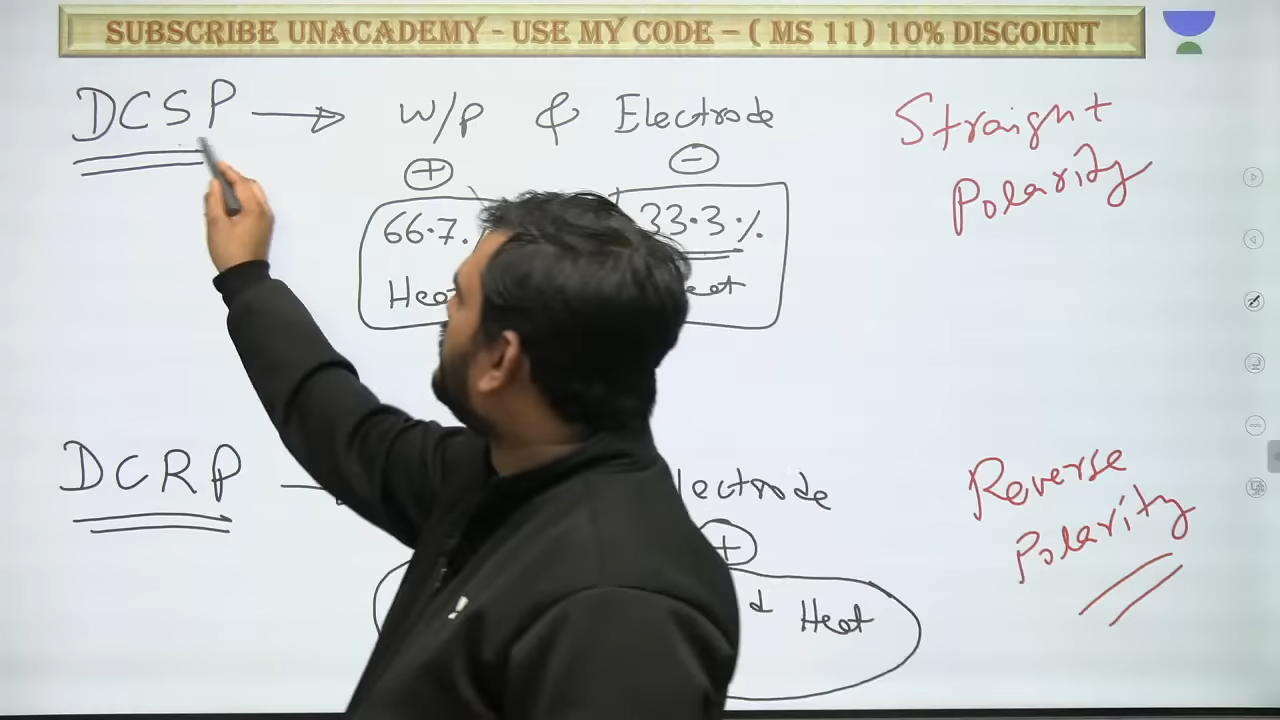 SUBSCRIBE UNACADEMY - USE MY CODE – ( MS 11) 10% DISCOUNT
DCSP → W/P & Electrode
+ −
66.7. 33.3 %
Heat
Straight
Polarity
DCRP
+
Heat
Reverse
Polarity